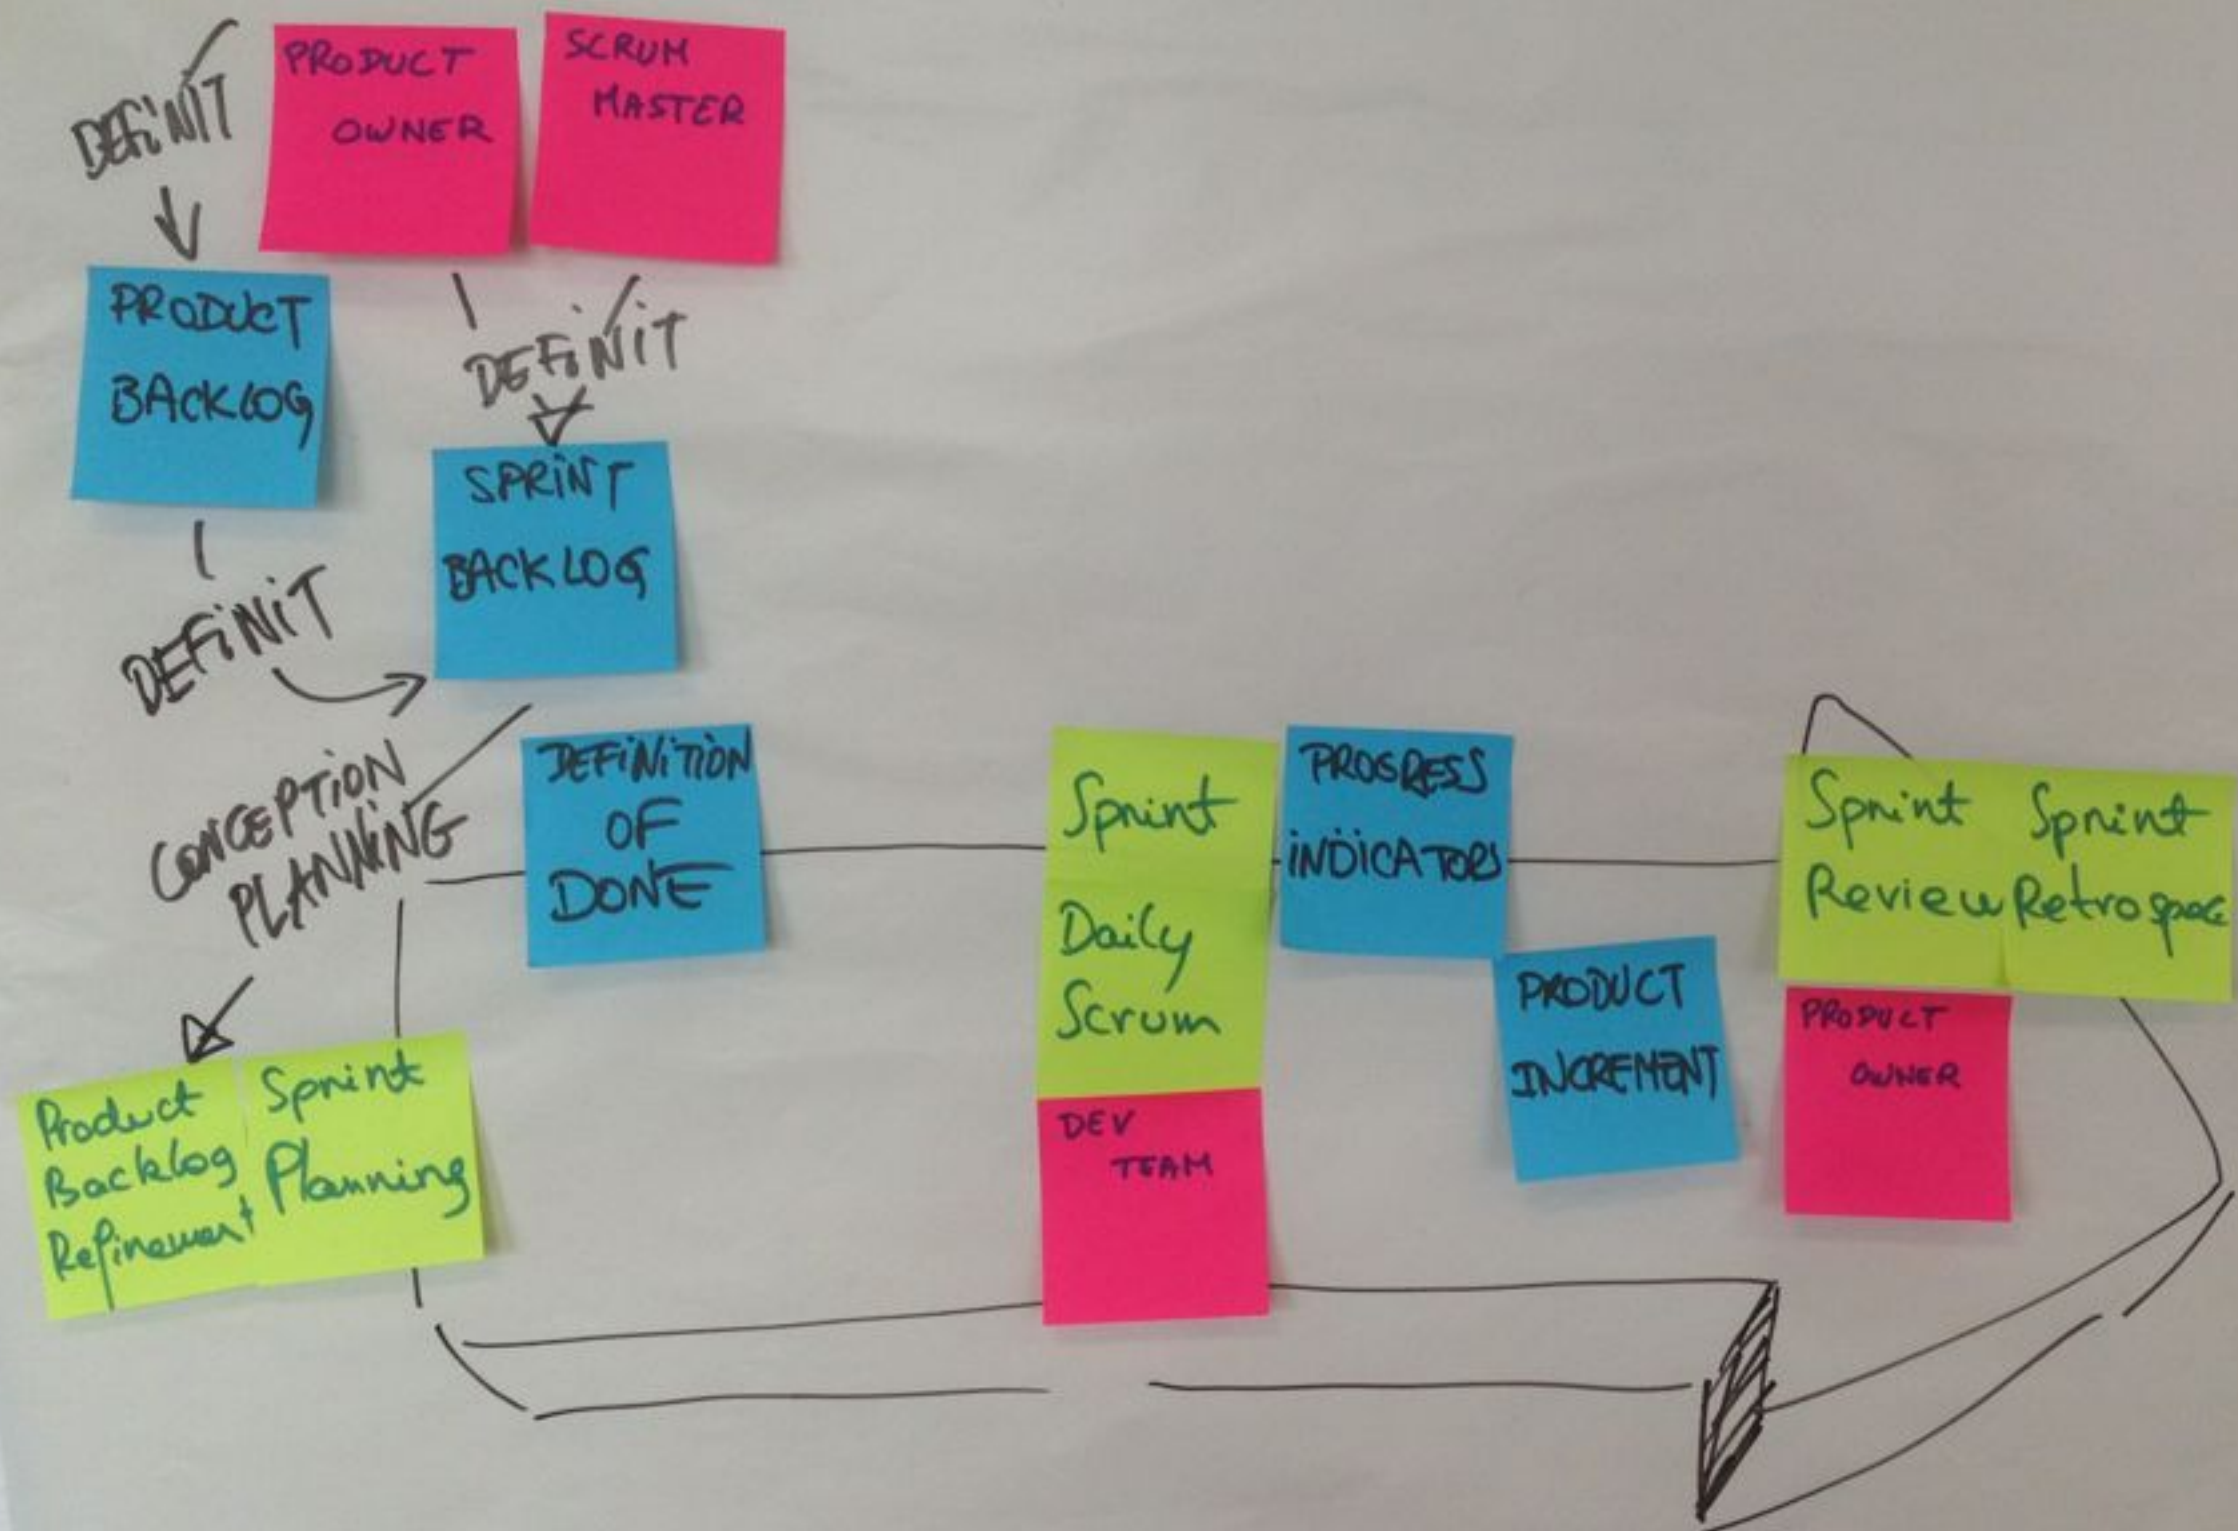 DEFINIT
PRODUCT
OWNER
SCRUM
MASTER
PRODUCT
BACKLOG
DEFINIT
SPRINT
BACKLOG
DEFINIT
CONCEPTION
PLANNING
DEFINITION
OF
DONE
Product
Backlog
Refinement
Sprint
Planning
Sprint
Daily
Scrum
DEV
TEAM
PROGRESS
INDICATORS
PRODUCT
INCREMENT
Sprint
Review
Sprint
Retrospec
PRODUCT
OWNER